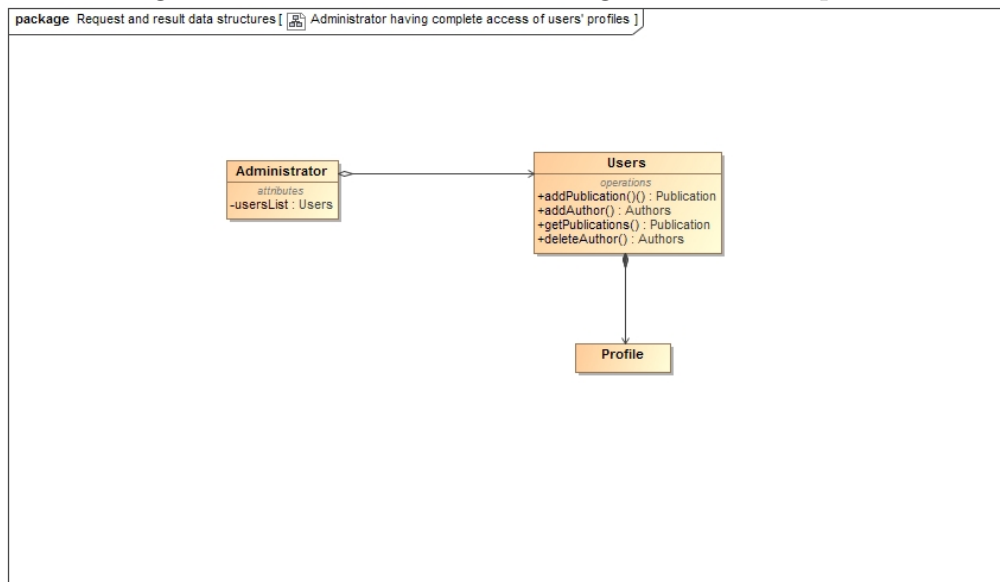 package Request and result data structures [ Administrator having complete access of users' profiles ]
Administrator
attributes
-usersList : Users
Users
operations
+addPublication()() : Publication
+addAuthor() : Authors
+getPublications() : Publication
+deleteAuthor() : Authors
Profile